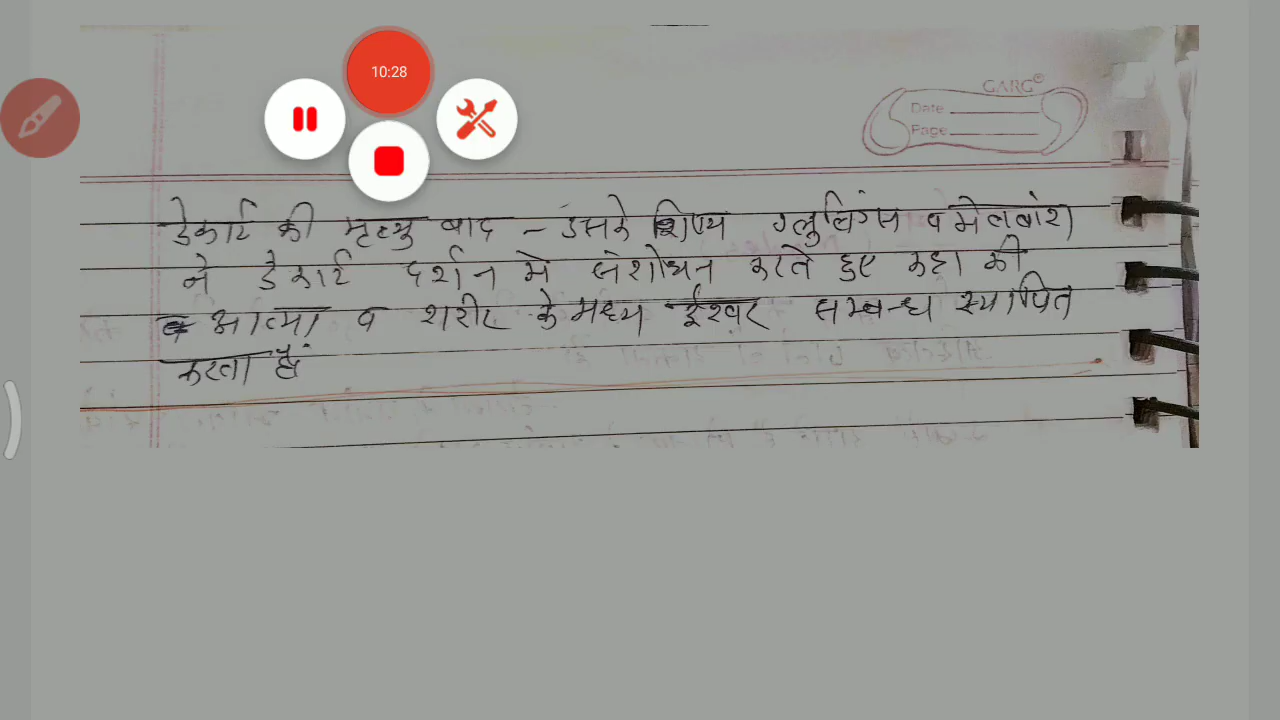 10:28
GARG
Date
Page
डेकार्ट की मृत्यु बाद - उसके शिष्य ग्लुलिंग्स व मेलबांश
ने डेकार्ट दर्शन में संशोधन करते हुए कहा की
आत्मा व शरीर के मध्य ईश्वर सम्बन्ध स्थापित
करता है